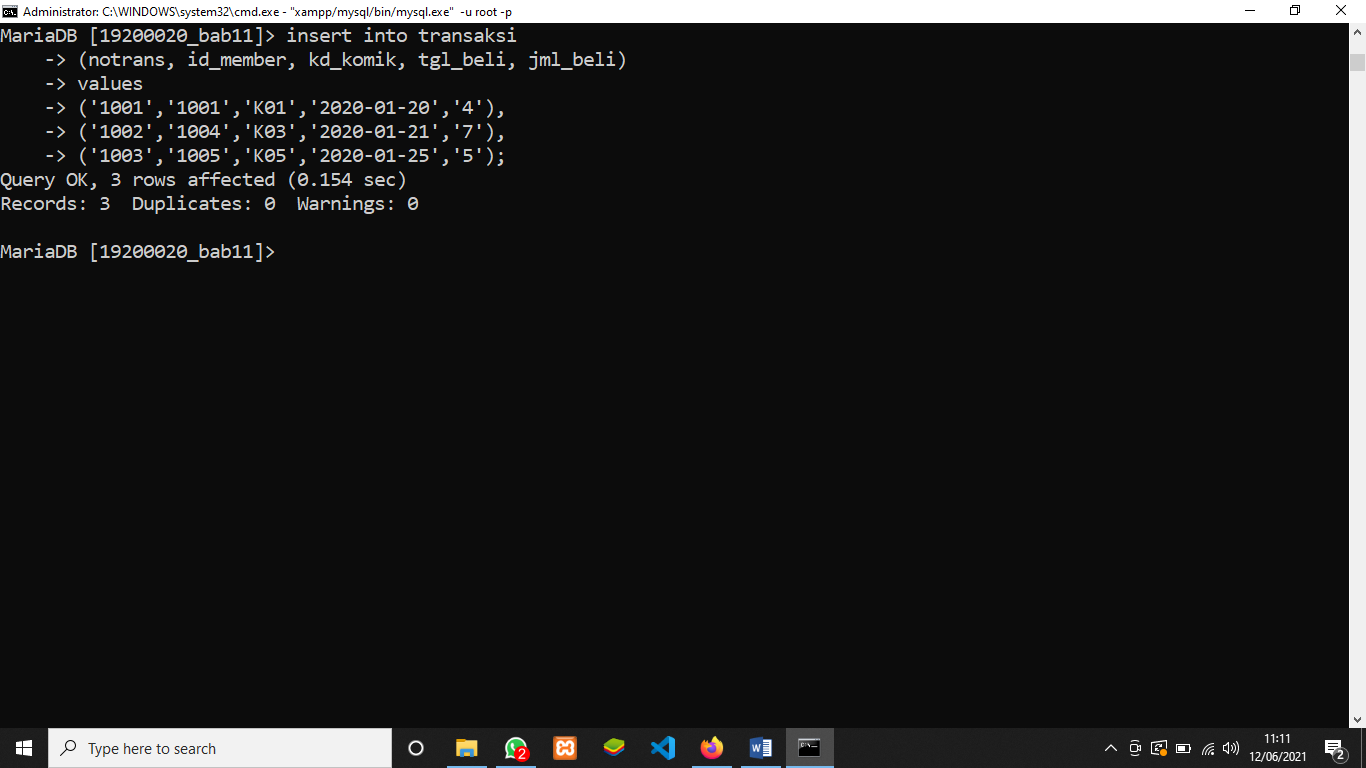 Administrator: C:\WINDOWS\system32\cmd.exe - "xampp/mysql/bin/mysql.exe" -u root -p
MariaDB [19200020_bab11]> insert into transaksi
    -> (notrans, id_member, kd_komik, tgl_beli, jml_beli)
    -> values
    -> ('1001','1001','K01','2020-01-20','4'),
    -> ('1002','1004','K03','2020-01-21','7'),
    -> ('1003','1005','K05','2020-01-25','5');
Query OK, 3 rows affected (0.154 sec)
Records: 3  Duplicates: 0  Warnings: 0
MariaDB [19200020_bab11]>
Type here to search
2
11:11
12/06/2021
2